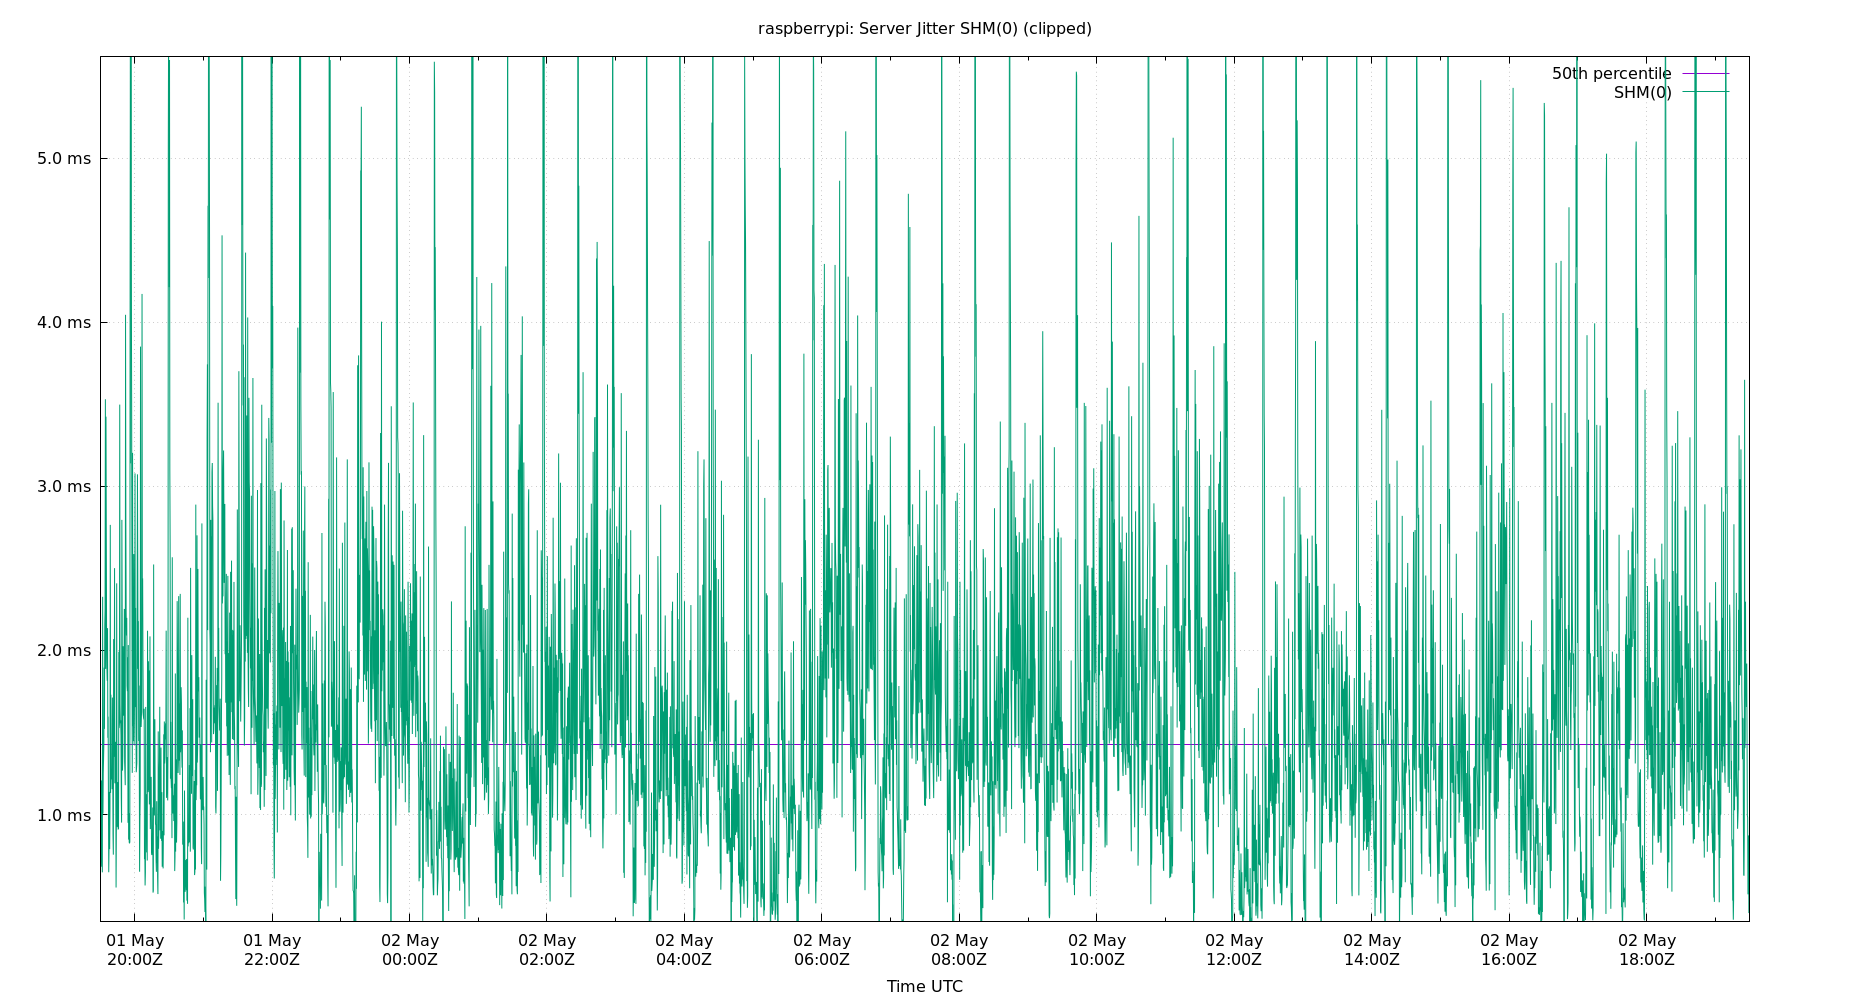 raspberrypi: Server Jitter SHM(0) (clipped)
50th percentile
SHM(0)
5.0 ms
4.0 ms
3.0 ms
2.0 ms
1.0 ms
01 May 01 May 02 May 02 May 02 May 02 May 02 May 02 May 02 May 02 May 02 May 02 May
20:00Z 22:00Z 00:00Z 02:00Z 04:00Z 06:00Z 08:00Z 10:00Z 12:00Z 14:00Z 16:00Z 18:00Z
Time UTC